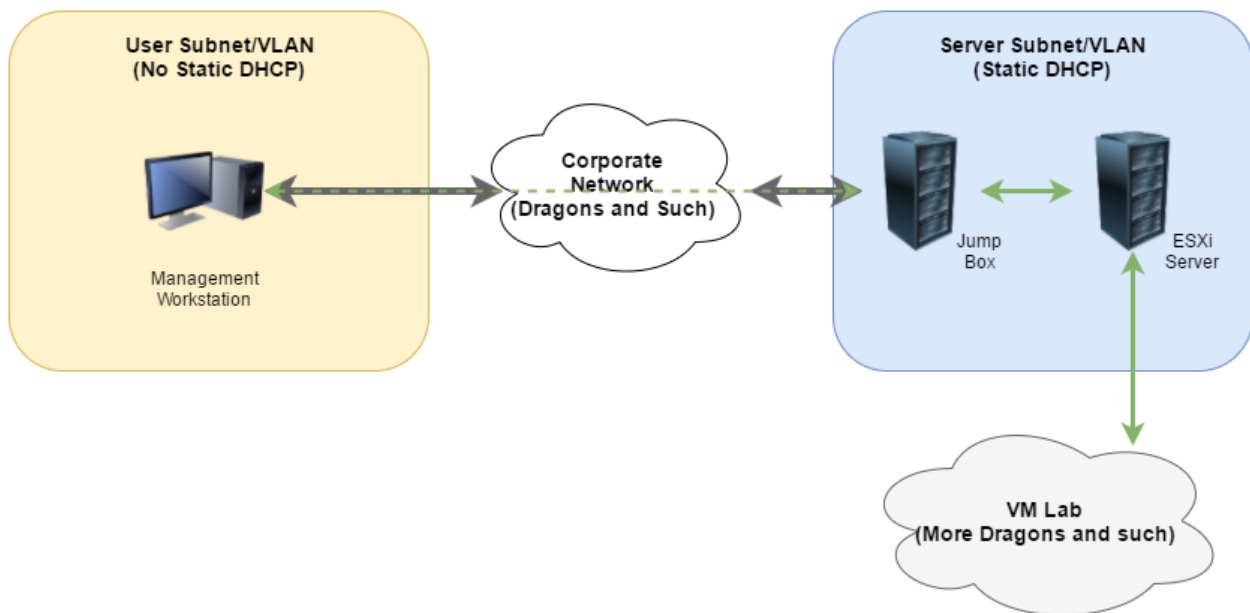 User Subnet/VLAN
(No Static DHCP)
Management
Workstation
Corporate
Network
(Dragons and Such)
Server Subnet/VLAN
(Static DHCP)
Jump
Box
ESXi
Server
VM Lab
(More Dragons and such)